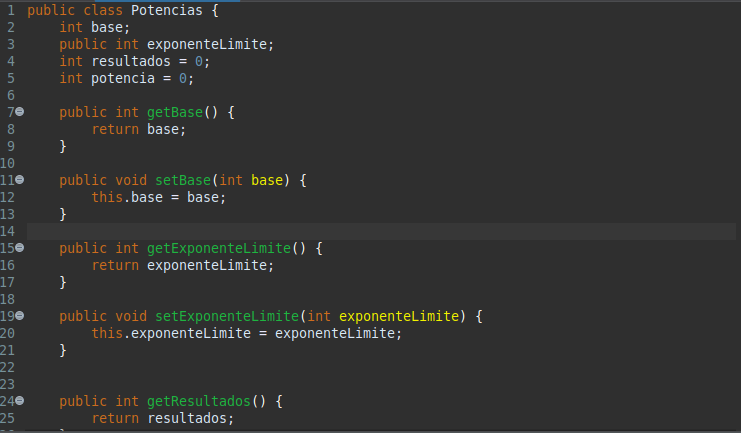 1 public class Potencias {
2     int base;
3     public int exponenteLimite;
4     int resultados = 0;
5     int potencia = 0;
6
7     public int getBase() {
8         return base;
9     }
10
11     public void setBase(int base) {
12         this.base = base;
13     }
14
15     public int getExponenteLimite() {
16         return exponenteLimite;
17     }
18
19     public void setExponenteLimite(int exponenteLimite) {
20         this.exponenteLimite = exponenteLimite;
21     }
22
23
24     public int getResultados() {
25         return resultados;